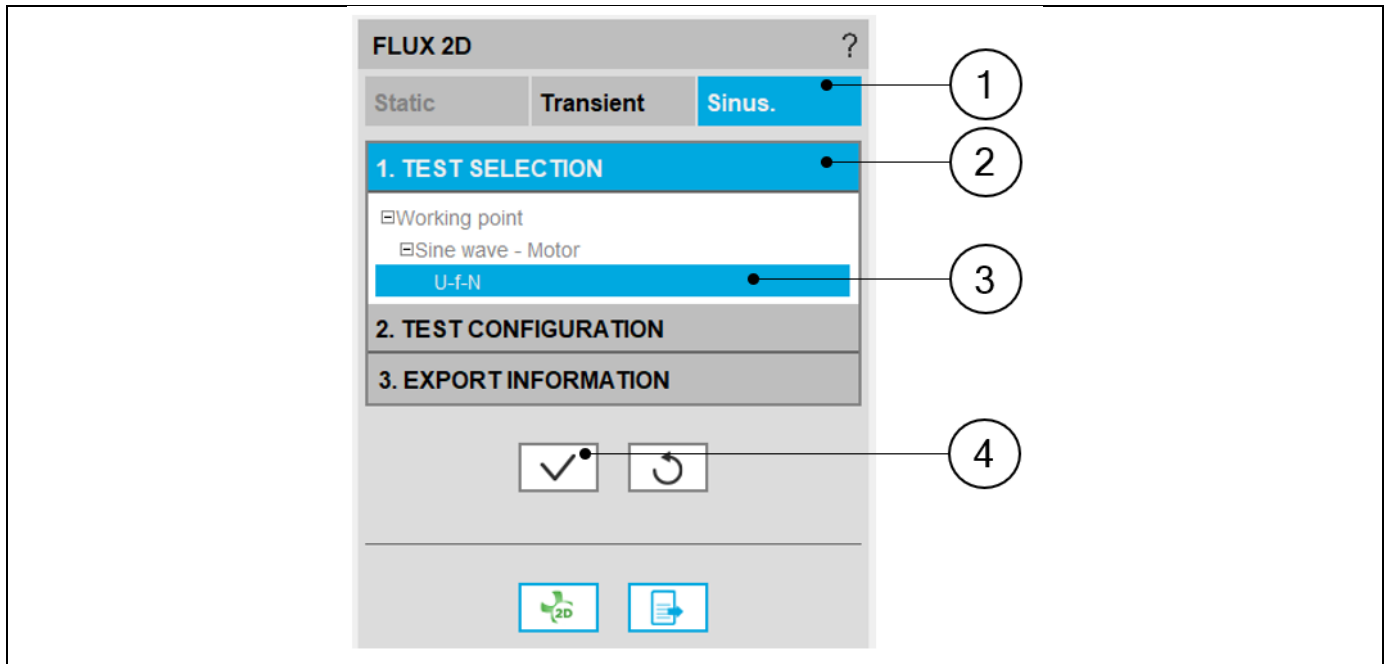 FLUX 2D ?
Static Transient Sinus. 1
1. TEST SELECTION 2
Working point
Sine wave - Motor
U-f-N 3
2. TEST CONFIGURATION
3. EXPORT INFORMATION
4
2D